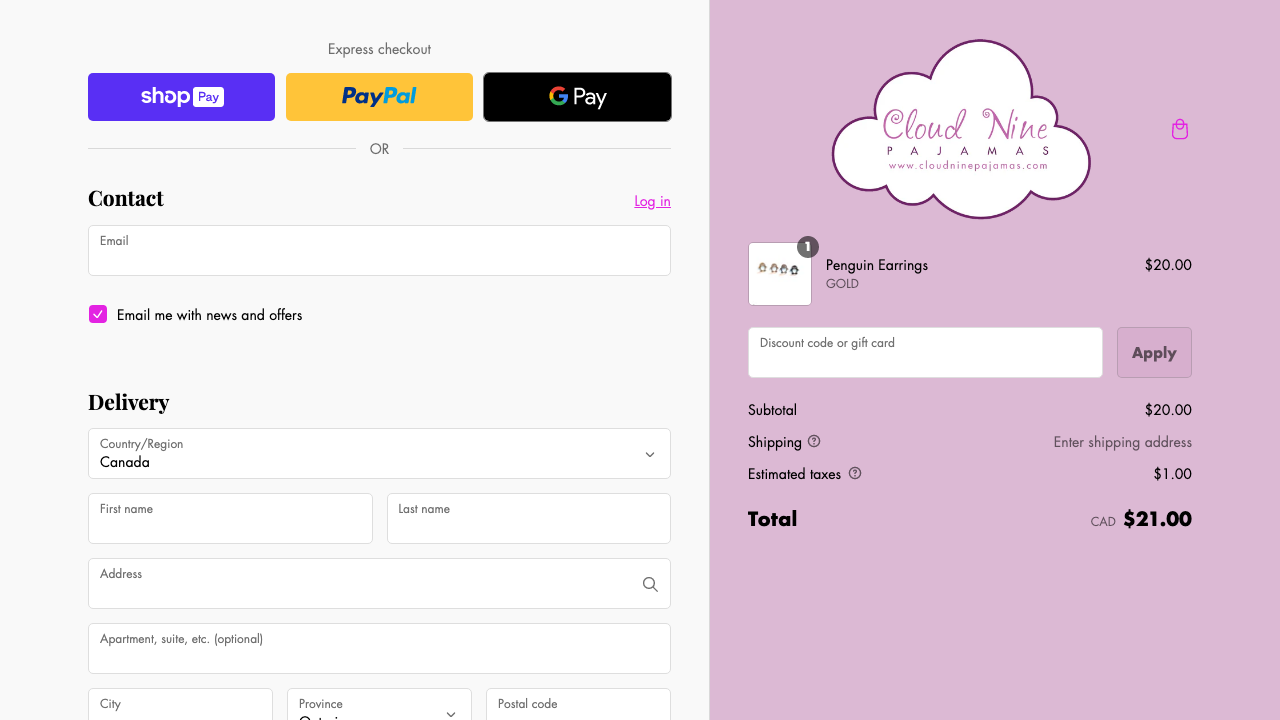 Express checkout
shop Pay
PayPal
G Pay
OR
Contact
Log in
Email
Email me with news and offers
Delivery
Country/Region
Canada
First name
Last name
Address
Apartment, suite, etc. (optional)
City
Province
Postal code
Cloud Nine
PAJAMAS
www.cloudninepajamas.com
1
Penguin Earrings
$20.00
GOLD
Discount code or gift card
Apply
Subtotal
$20.00
Shipping
Enter shipping address
Estimated taxes
$1.00
Total
CAD $21.00